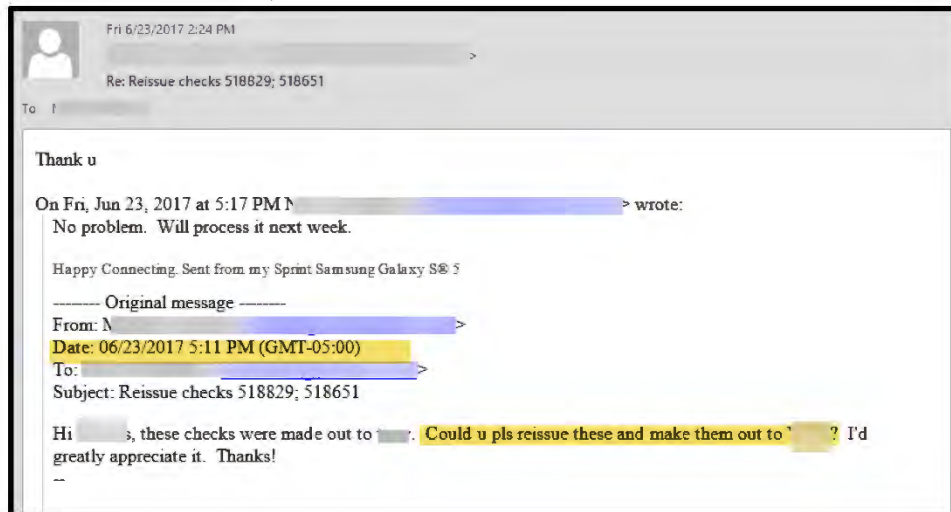 Fri 6/23/2017 2:24 PM
>
Re: Reissue checks 518829; 518651
To
Thank u
On Fri, Jun 23, 2017 at 5:17 PM > wrote:
No problem. Will process it next week.
Happy Connecting. Sent from my Sprint Samsung Galaxy S® 5
-------- Original message --------
From: >
Date: 06/23/2017 5:11 PM (GMT-05:00)
To: >
Subject: Reissue checks 518829; 518651
Hi s, these checks were made out to . Could u pls reissue these and make them out to ? I'd
greatly appreciate it. Thanks!
--